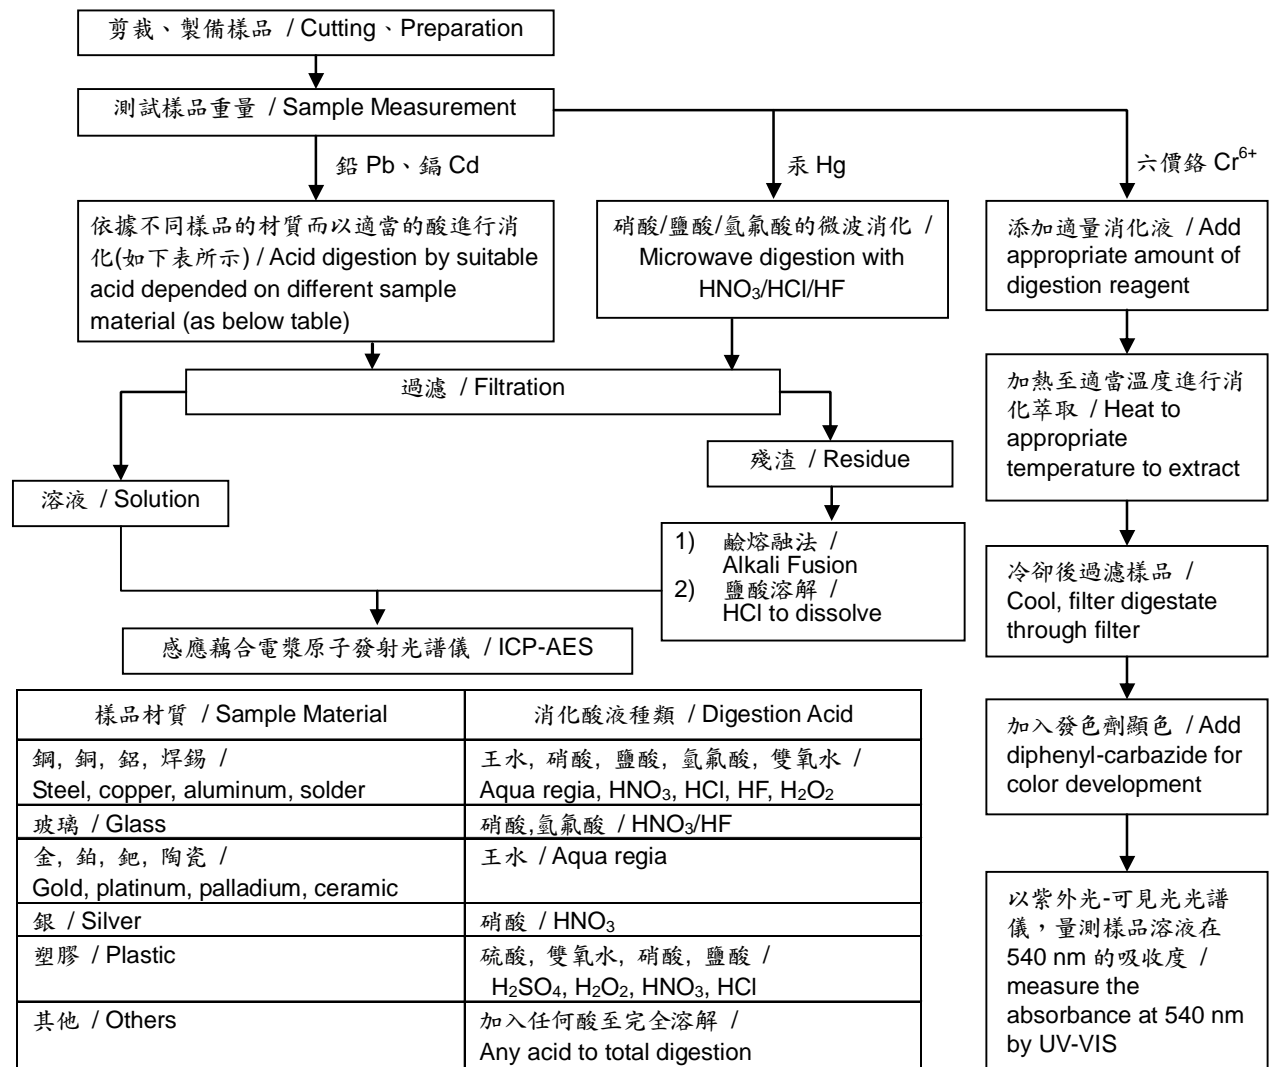 剪裁、製備樣品 / Cutting、Preparation
測試樣品重量 / Sample Measurement
鉛 Pb、鎘 Cd
汞 Hg
六價鉻 Cr6+
依據不同樣品的材質而以適當的酸進行消
化(如下表所示) / Acid digestion by suitable
acid depended on different sample
material (as below table)
硝酸/鹽酸/氫氟酸的微波消化 /
Microwave digestion with
HNO3/HCl/HF
添加適量消化液 / Add
appropriate amount of
digestion reagent
過濾 / Filtration
加熱至適當溫度進行消
化萃取 / Heat to
appropriate
temperature to extract
殘渣 / Residue
溶液 / Solution
1) 鹼熔融法 /
Alkali Fusion
2) 鹽酸溶解 /
HCl to dissolve
冷卻後過濾樣品 /
Cool, filter digestate
through filter
感應藕合電漿原子發射光譜儀 / ICP-AES
加入發色劑顯色 / Add
diphenyl-carbazide for
color development
以紫外光-可見光光譜
儀，量測樣品溶液在
540 nm 的吸收度 /
measure the
absorbance at 540 nm
by UV-VIS
樣品材質 / Sample Material
消化酸液種類 / Digestion Acid
鋼, 銅, 鋁, 焊錫 /
Steel, copper, aluminum, solder
王水, 硝酸, 鹽酸, 氫氟酸, 雙氧水 /
Aqua regia, HNO3, HCl, HF, H2O2
玻璃 / Glass
硝酸,氫氟酸 / HNO3/HF
金, 鉑, 鈀, 陶瓷 /
Gold, platinum, palladium, ceramic
王水 / Aqua regia
銀 / Silver
硝酸 / HNO3
塑膠 / Plastic
硫酸, 雙氧水, 硝酸, 鹽酸 /
H2SO4, H2O2, HNO3, HCl
其他 / Others
加入任何酸至完全溶解 /
Any acid to total digestion